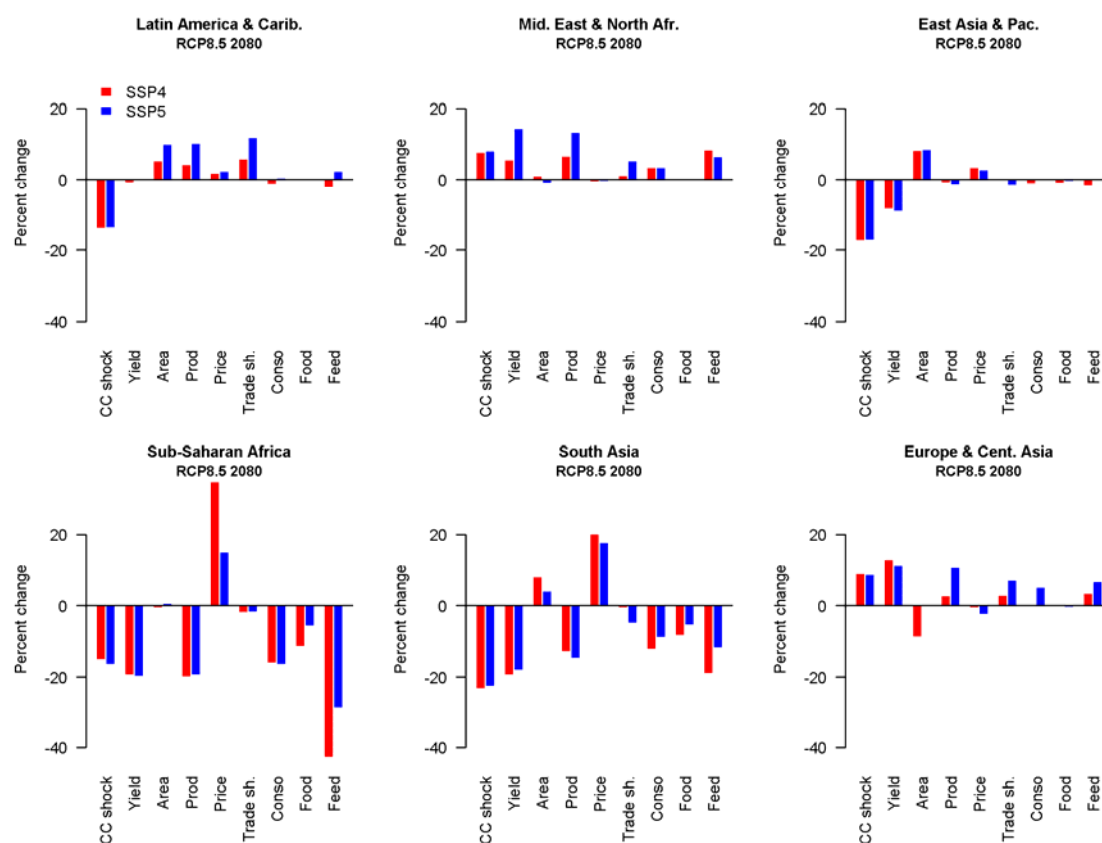 Latin America & Carib.
RCP8.5 2080
SSP4
SSP5
Percent change
20
0
-20
-40
CC shock
Yield
Area
Prod
Price
Trade sh.
Conso
Food
Feed
Mid. East & North Afr.
RCP8.5 2080
Percent change
20
0
-20
-40
CC shock
Yield
Area
Prod
Price
Trade sh.
Conso
Food
Feed
East Asia & Pac.
RCP8.5 2080
Percent change
20
0
-20
-40
CC shock
Yield
Area
Prod
Price
Trade sh.
Conso
Food
Feed
Sub-Saharan Africa
RCP8.5 2080
Percent change
20
0
-20
-40
CC shock
Yield
Area
Prod
Price
Trade sh.
Conso
Food
Feed
South Asia
RCP8.5 2080
Percent change
20
0
-20
-40
CC shock
Yield
Area
Prod
Price
Trade sh.
Conso
Food
Feed
Europe & Cent. Asia
RCP8.5 2080
Percent change
20
0
-20
-40
CC shock
Yield
Area
Prod
Price
Trade sh.
Conso
Food
Feed